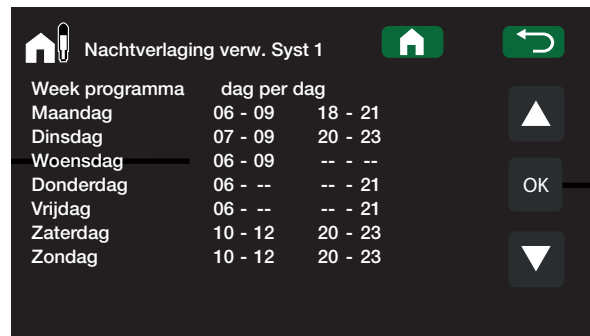 Nachtverlaging verw. Syst 1
Week programma dag per dag
Maandag 06 - 09 18 - 21
Dinsdag 07 - 09 20 - 23
Woensdag 06 - 09 -- - --
Donderdag 06 - -- -- - 21
Vrijdag 06 - -- -- - 21
Zaterdag 10 - 12 20 - 23
Zondag 10 - 12 20 - 23
OK